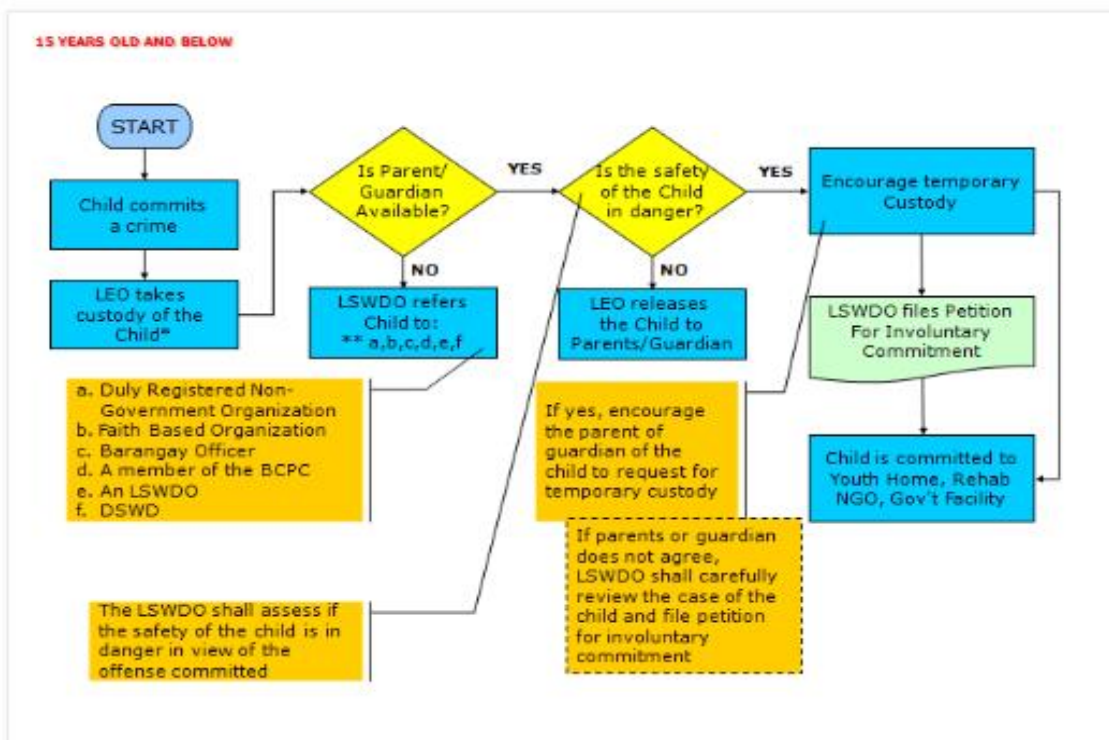 15 YEARS OLD AND BELOW
START
Child commits
a crime
LEO takes
custody of the
Child*
Is Parent/
Guardian
Available?
YES
NO
LSWDO refers
Child to:
** a,b,c,d,e,f
Is the safety
of the Child
in danger?
YES
NO
LEO releases
the Child to
Parents/Guardian
Encourage temporary
Custody
LSWDO files Petition
For Involuntary
Commitment
Child is committed to
Youth Home, Rehab
NGO, Gov't Facility
a. Duly Registered Non-
Government Organization
b. Faith Based Organization
c. Barangay Officer
d. A member of the BCPC
e. An LSWDO
f. DSWD
If yes, encourage
the parent of
guardian of the
child to request for
temporary custody
If parents or guardian
does not agree,
LSWDO shall carefully
review the case of the
child and file petition
for involuntary
commitment
The LSWDO shall assess if
the safety of the child is in
danger in view of the
offense committed